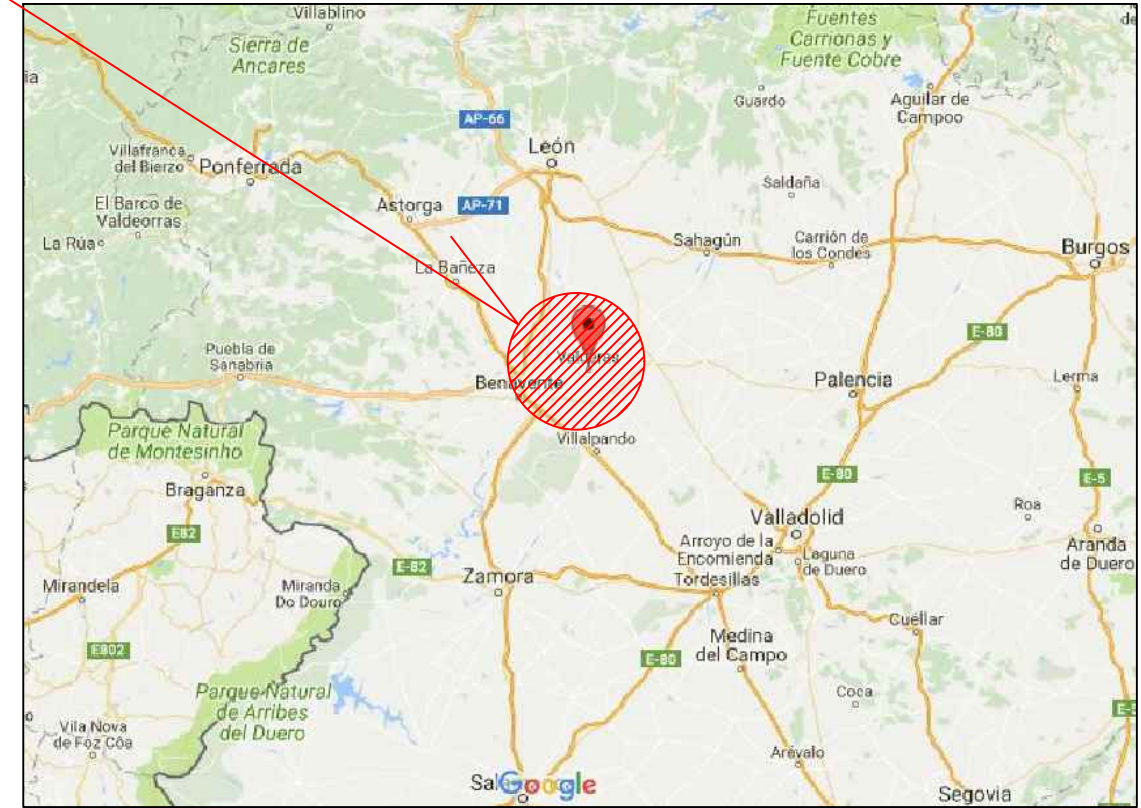 Villablino
Fuentes
Carrionas y
Fuente Cobre
Sierra de
Ancares
Guardo
Aguilar de
Campoo
AP-66
León
Villafranca
del Bierzo
Ponferrada
Saldaña
El Barco de
Valdeorras
Astorga
AP-71
La Rúa
Sahagún
Carrión de
los Condes
Burgos
La Bañeza
E-80
Valderas
Puebla de
Sanabria
Benavente
Palencia
Lerma
Parque Natural
de Montesinho
Villalpando
E-80
E-5
Braganza
Roa
Valladolid
E82
Arroyo de la
Encomienda
Laguna
de Duero
Aranda
de Duero
E-82
Zamora
Tordesillas
Mirandela
Miranda
Do Douro
Cuéllar
Medina
del Campo
E802
E-80
Parque Natural
de Arribes
del Duero
Coca
Vila Nova
de Foz Côa
Arévalo
Google
Segovia